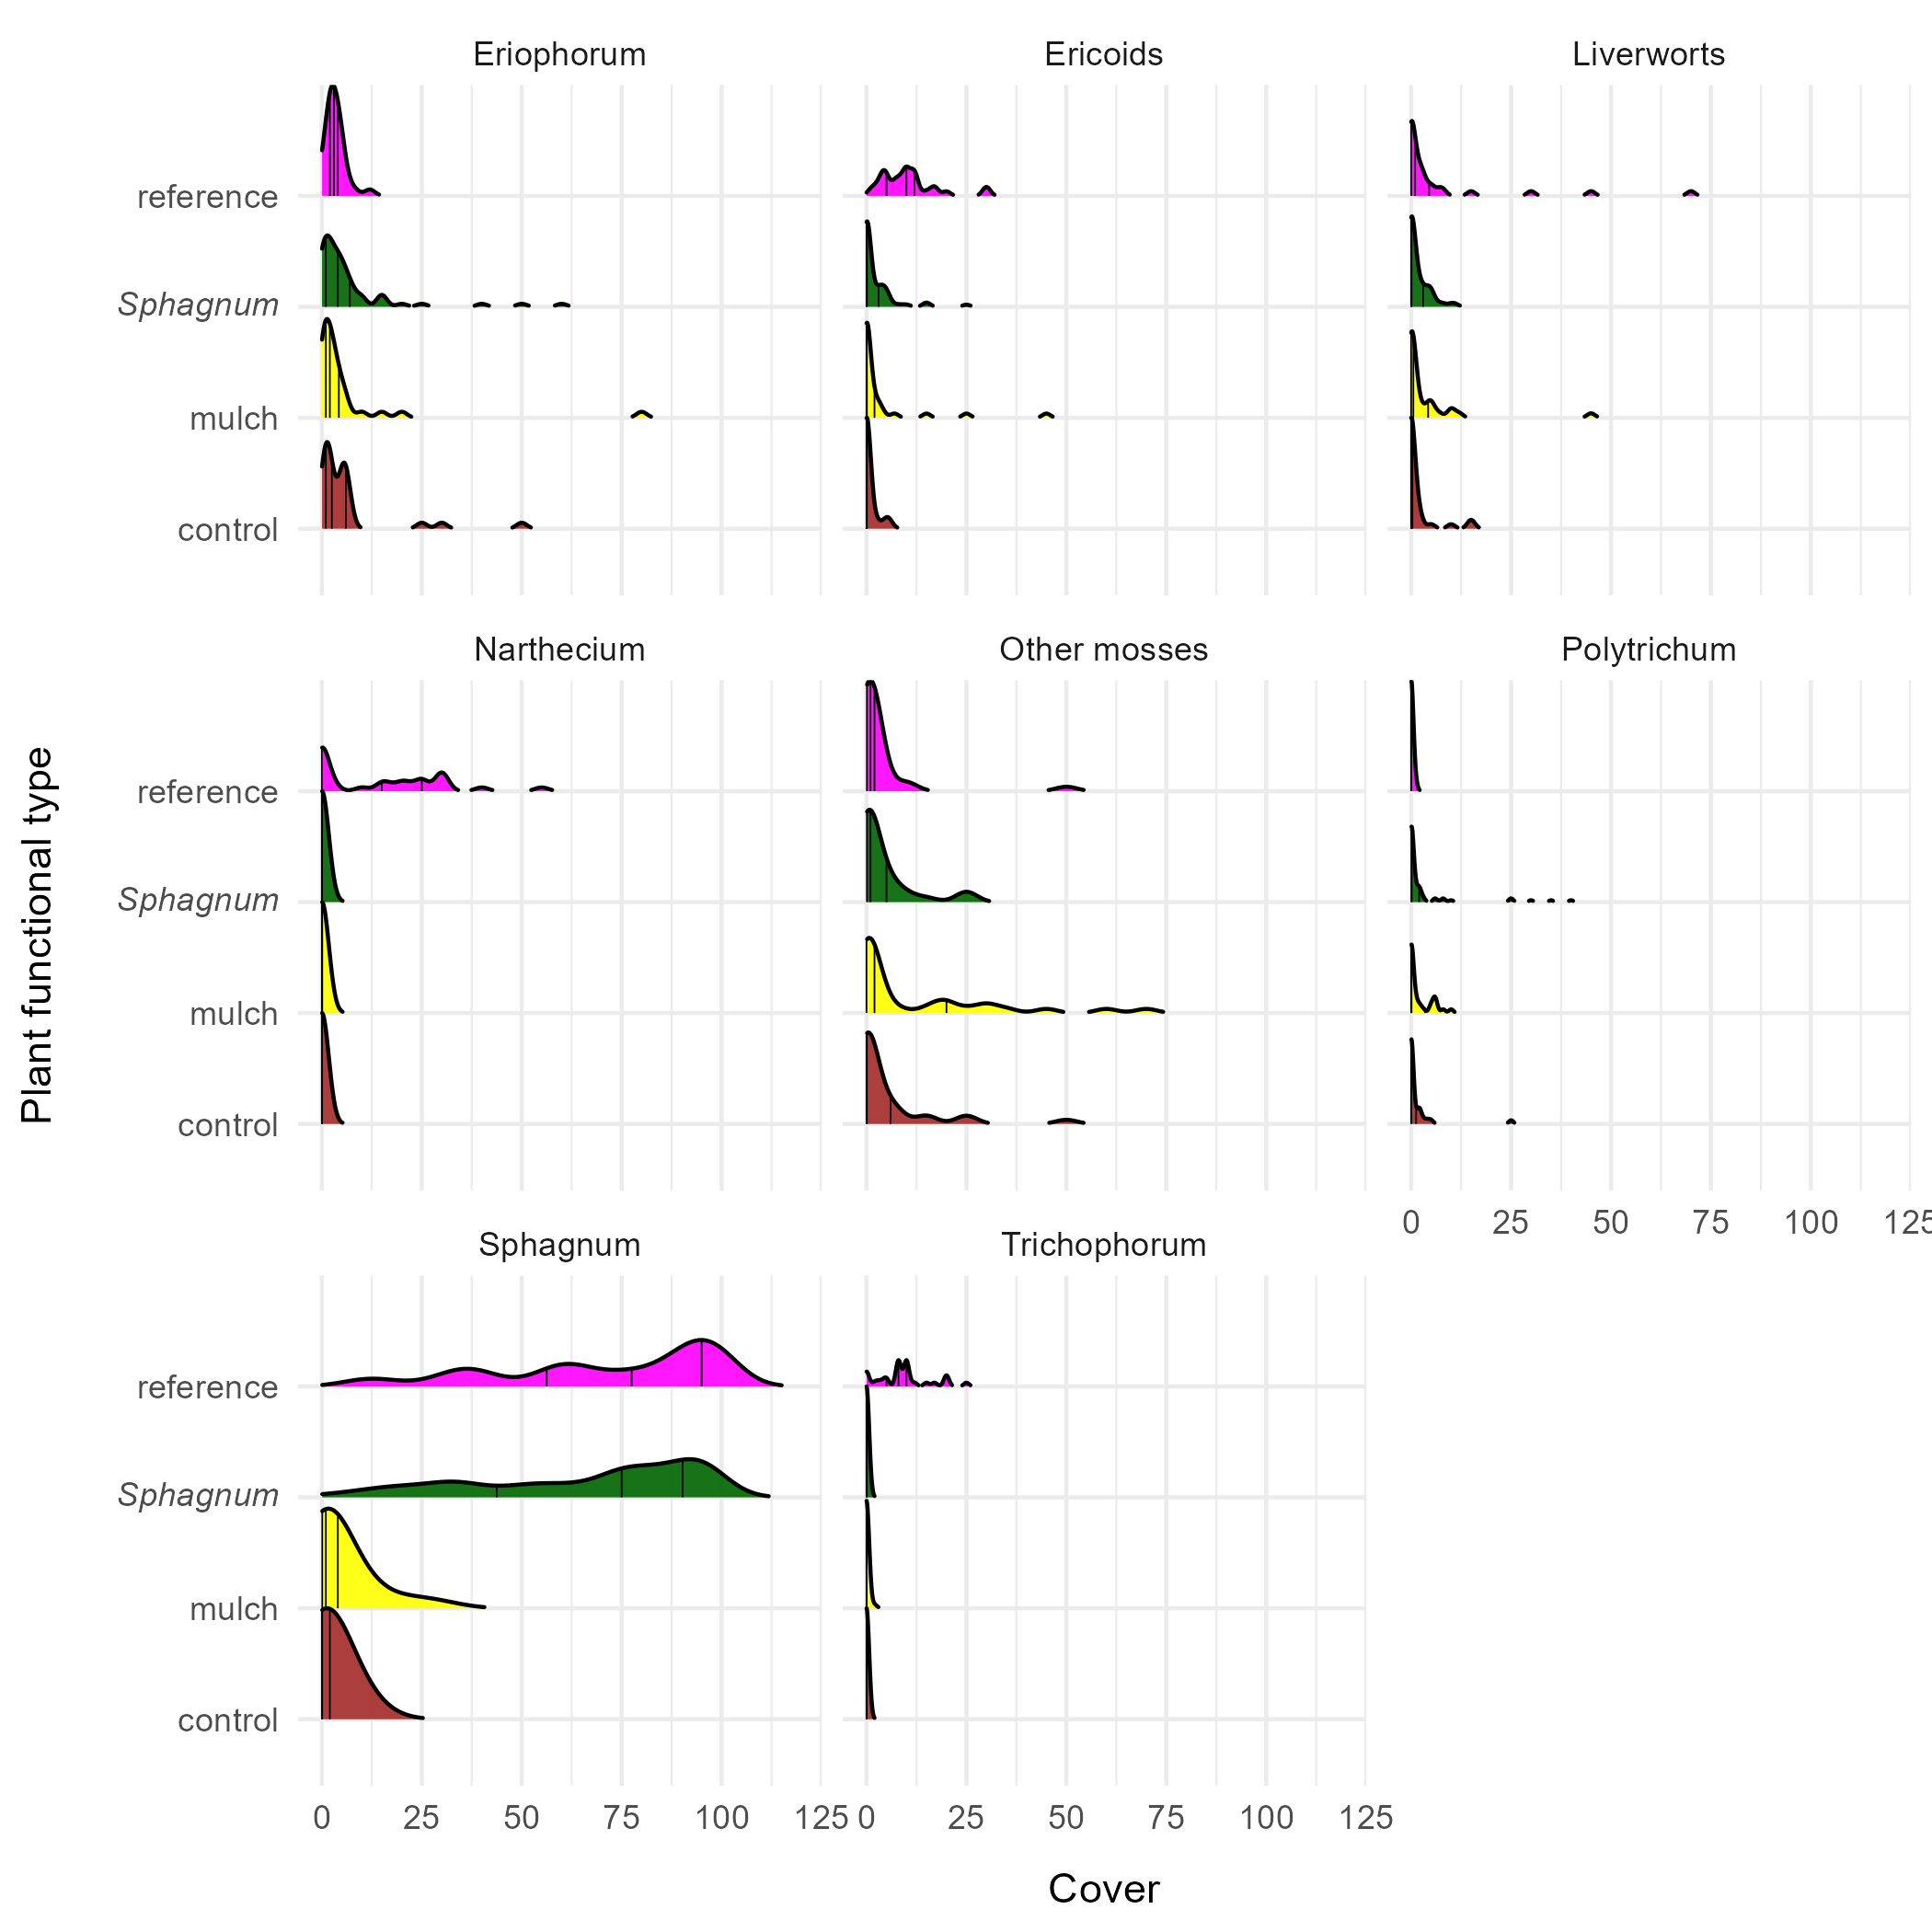 Eriophorum
Ericoids
Liverworts
reference
Sphagnum
mulch
control
Narthecium
Other mosses
Polytrichum
reference
Sphagnum
mulch
control
0 25 50 75 100 125
Sphagnum
Trichophorum
reference
Sphagnum
mulch
control
0 25 50 75 100 125
0 25 50 75 100 125
Cover
Plant functional type